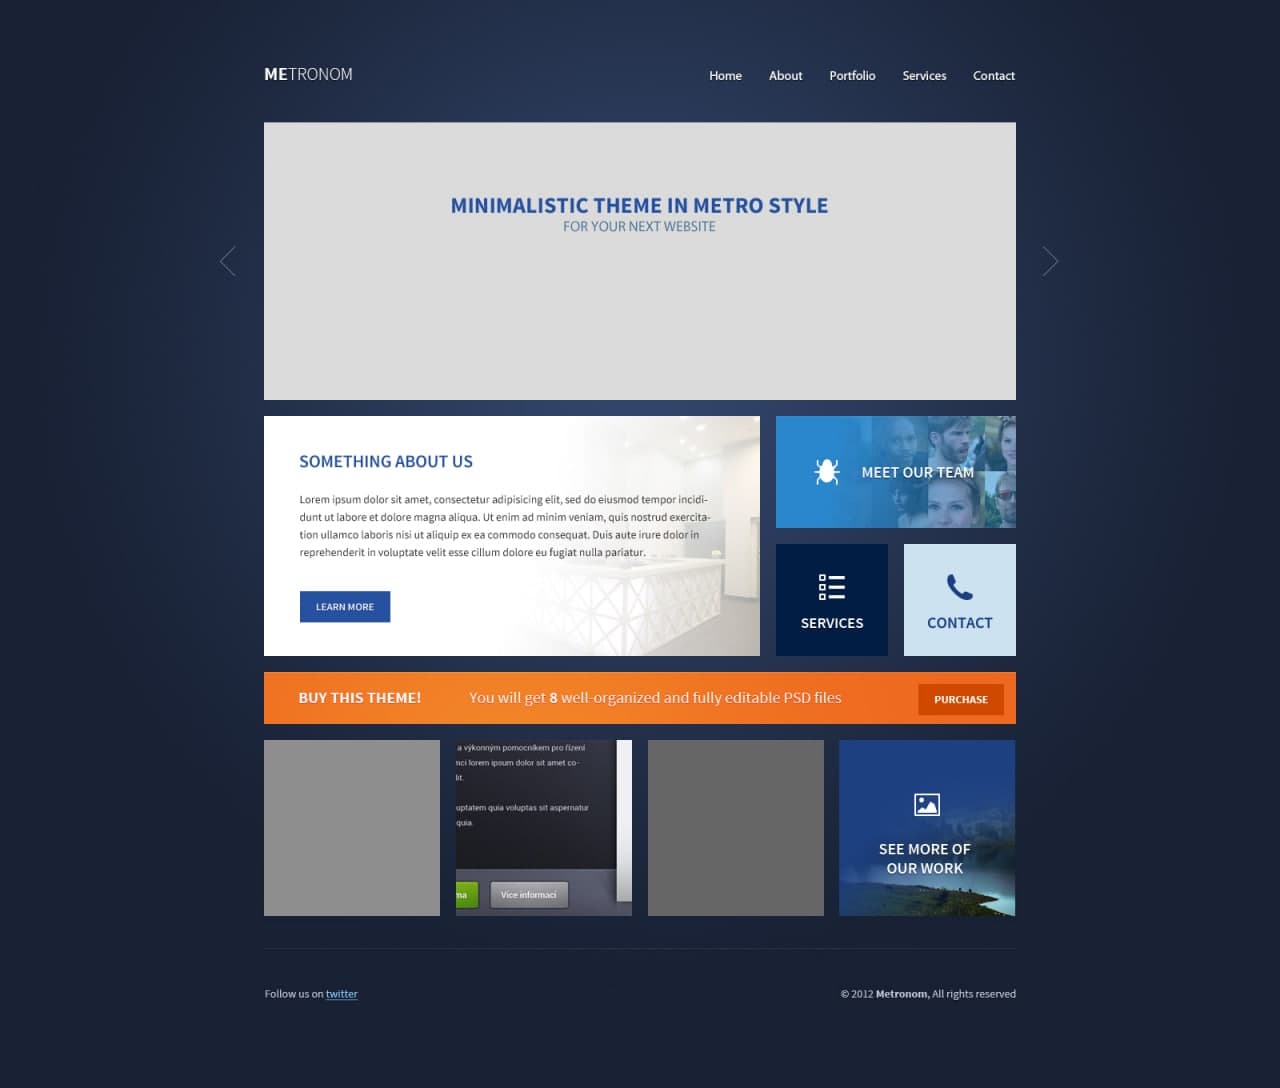 METRONOM
Home About Portfolio Services Contact
MINIMALISTIC THEME IN METRO STYLE
FOR YOUR NEXT WEBSITE
SOMETHING ABOUT US
Lorem ipsum dolor sit amet, consectetur adipisicing elit, sed do eiusmod tempor incidi-
dunt ut labore et dolore magna aliqua. Ut enim ad minim veniam, quis nostrud exercita-
tion ullamco laboris nisi ut aliquip ex ea commodo consequat. Duis aute irure dolor in
reprehenderit in voluptate velit esse cillum dolore eu fugiat nulla pariatur.
LEARN MORE
MEET OUR TEAM
SERVICES
CONTACT
BUY THIS THEME!
You will get 8 well-organized and fully editable PSD files
PURCHASE
a výkonným pomocníkem pro řízení
nci lorem ipsum dolor sit amet co-
lit.
uptatem quia voluptas sit aspernatur
quia.
ma
Více informací
SEE MORE OF
OUR WORK
Follow us on twitter
© 2012 Metronom, All rights reserved